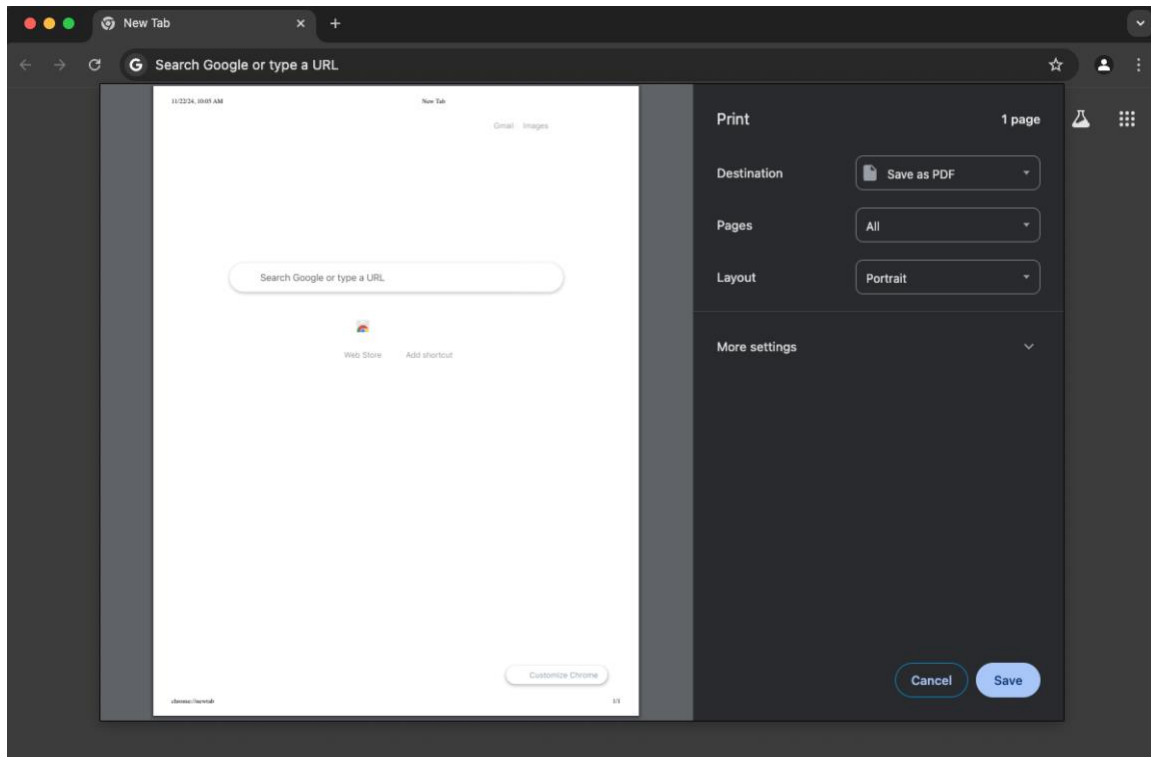 New Tab
G Search Google or type a URL
11/22/24, 10:05 AM New Tab
Gmail Images
Search Google or type a URL
Web Store Add shortcut
Customize Chrome
chrome://newtab 1/1
Print 1 page
Destination Save as PDF
Pages All
Layout Portrait
More settings
Cancel Save